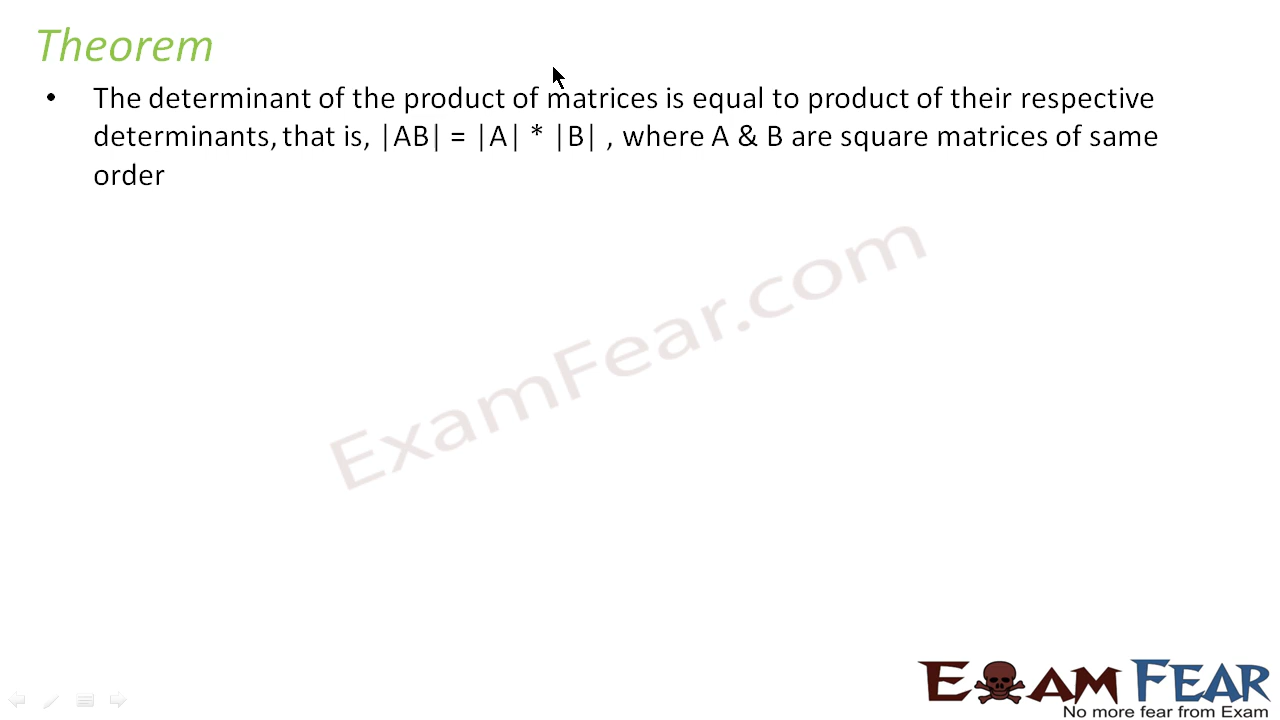 Theorem
• The determinant of the product of matrices is equal to product of their respective
determinants, that is, |AB| = |A| * |B| , where A & B are square matrices of same
order
ExamFear.com
EXAM FEAR
No more fear from Exam